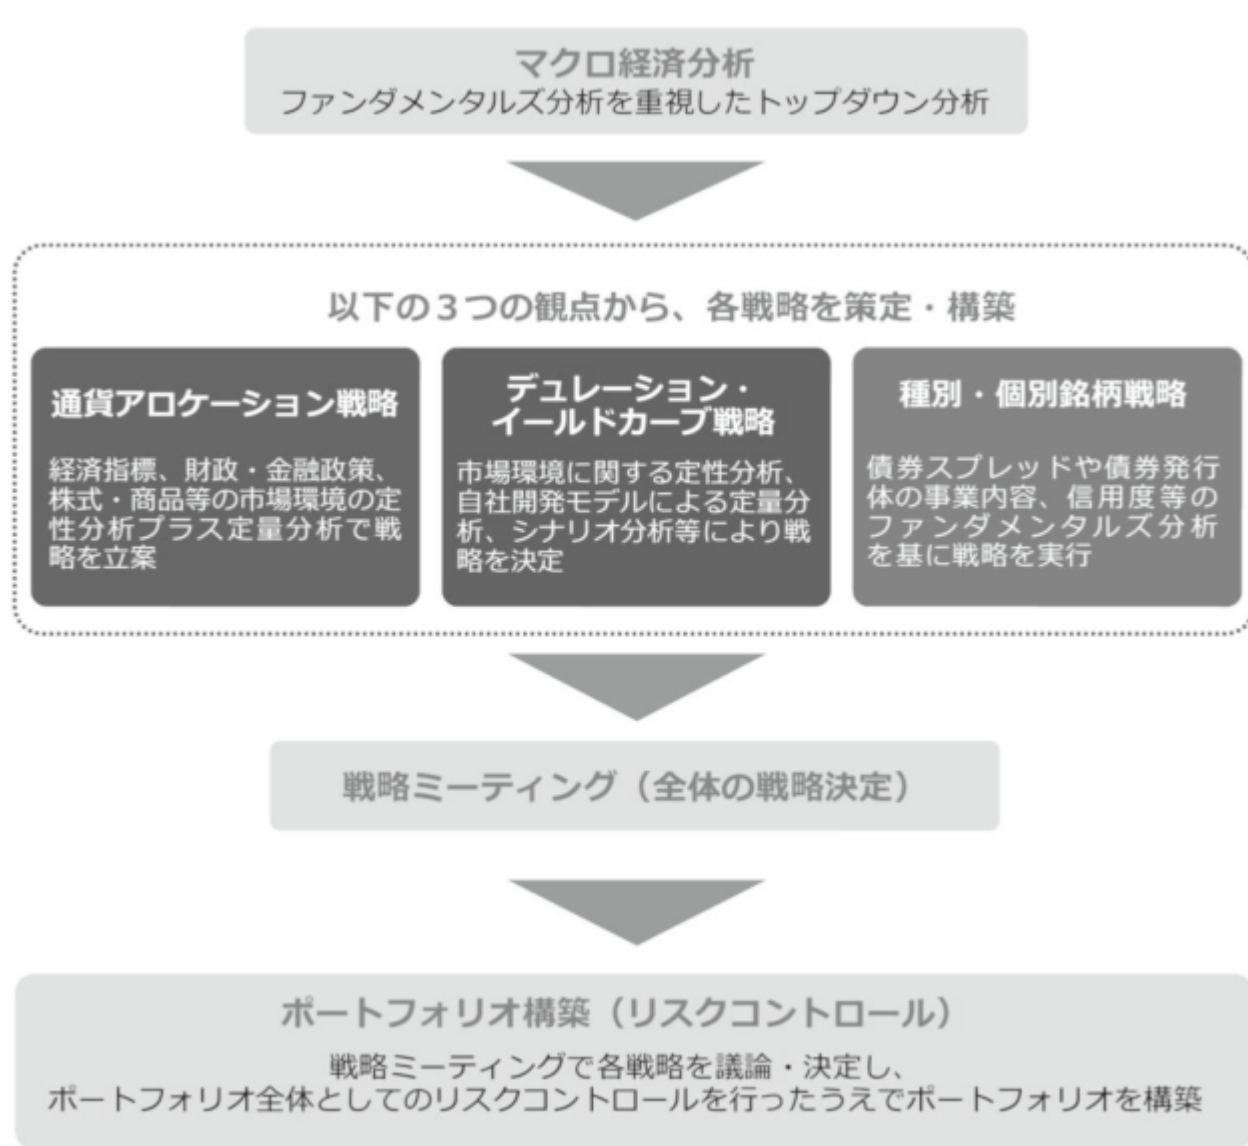 マクロ経済分析
ファンダメンタルズ分析を重視したトップダウン分析
以下の３つの観点から、各戦略を策定・構築
通貨アロケーション戦略
経済指標、財政・金融政策、
株式・商品等の市場環境の定
性分析プラス定量分析で戦
略を立案
デュレーション・
イールドカーブ戦略
市場環境に関する定性分析、
自社開発モデルによる定量分
析、シナリオ分析等により戦
略を決定
種別・個別銘柄戦略
債券スプレッドや債券発行
体の事業内容、信用度等の
ファンダメンタルズ分析
を基に戦略を実行
戦略ミーティング（全体の戦略決定）
ポートフォリオ構築（リスクコントロール）
戦略ミーティングで各戦略を議論・決定し、
ポートフォリオ全体としてのリスクコントロールを行ったうえでポートフォリオを構築